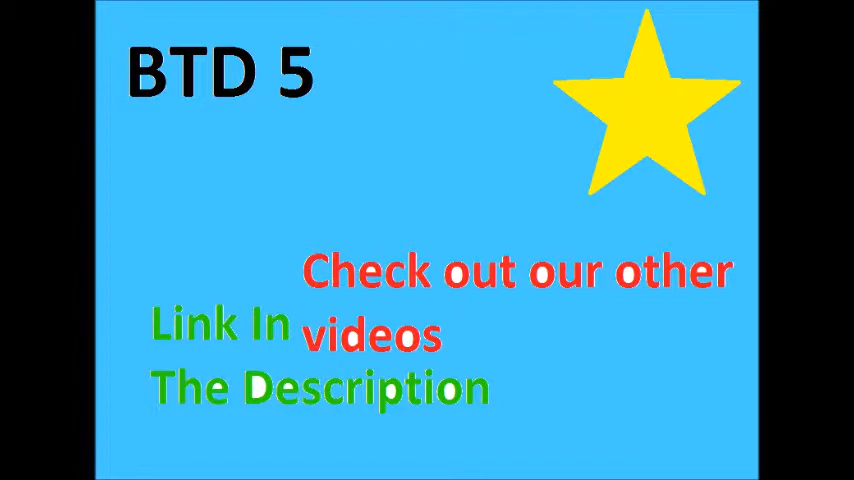 BTD 5
Check out our other
videos
Link In
The Description